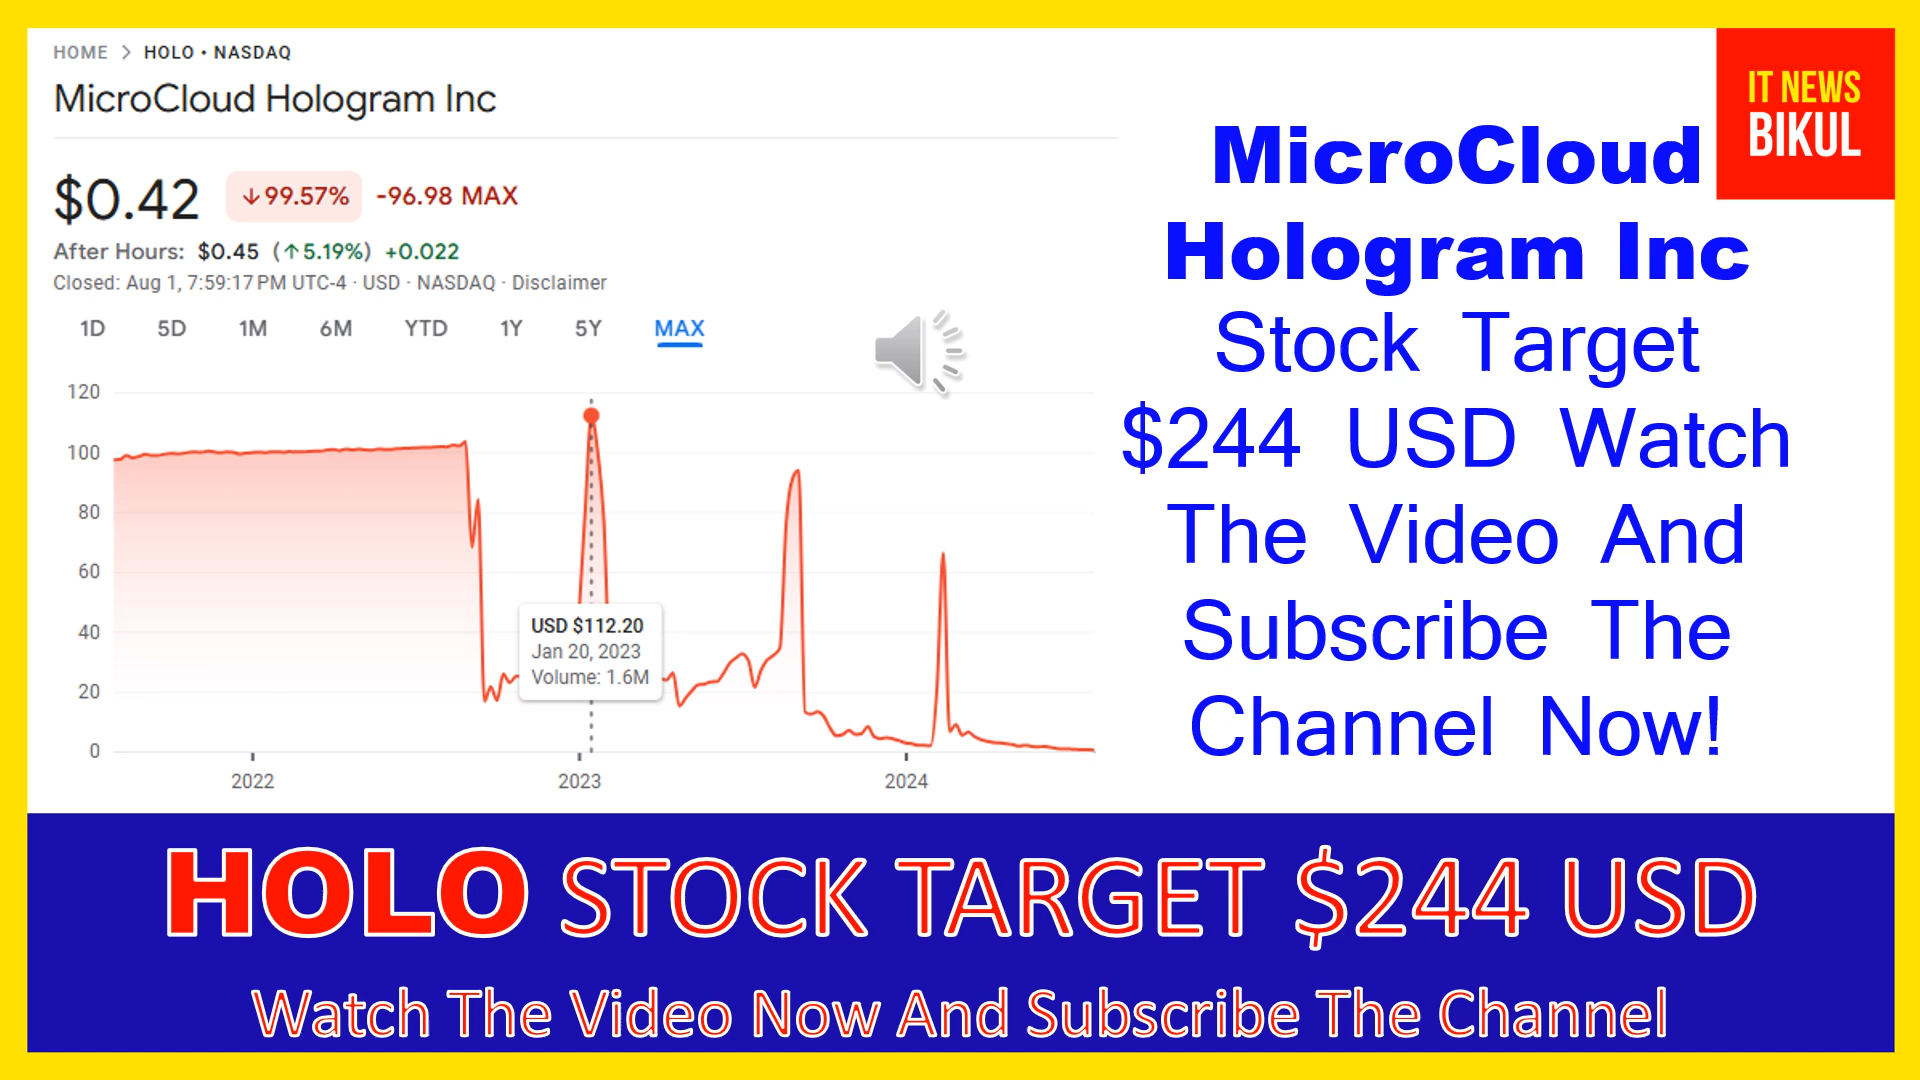 HOME > HOLO • NASDAQ
MicroCloud Hologram Inc
$0.42 ↓99.57% -96.98 MAX
After Hours: $0.45 (↑5.19%) +0.022
Closed: Aug 1, 7:59:17 PM UTC-4 · USD · NASDAQ · Disclaimer
1D 5D 1M 6M YTD 1Y 5Y MAX
120
100
80
60
40
20
0
USD $112.20
Jan 20, 2023
Volume: 1.6M
2022 2023 2024
IT NEWS
BIKUL
MicroCloud
Hologram Inc
Stock Target
$244 USD Watch
The Video And
Subscribe The
Channel Now!
HOLO STOCK TARGET $244 USD
Watch The Video Now And Subscribe The Channel